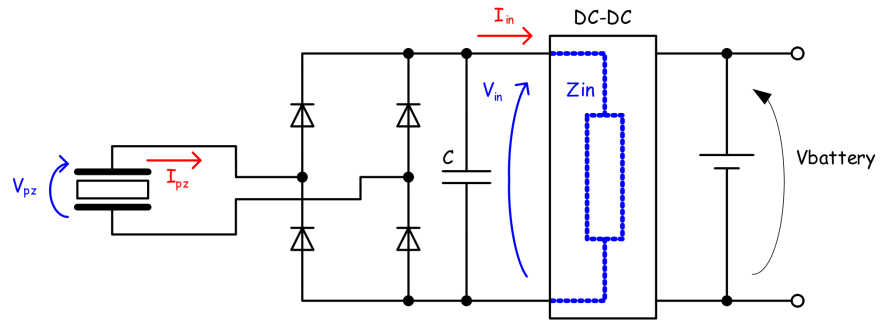 DC-DC
Iin
Vin
Zin
C
Vpz
Ipz
Vbattery